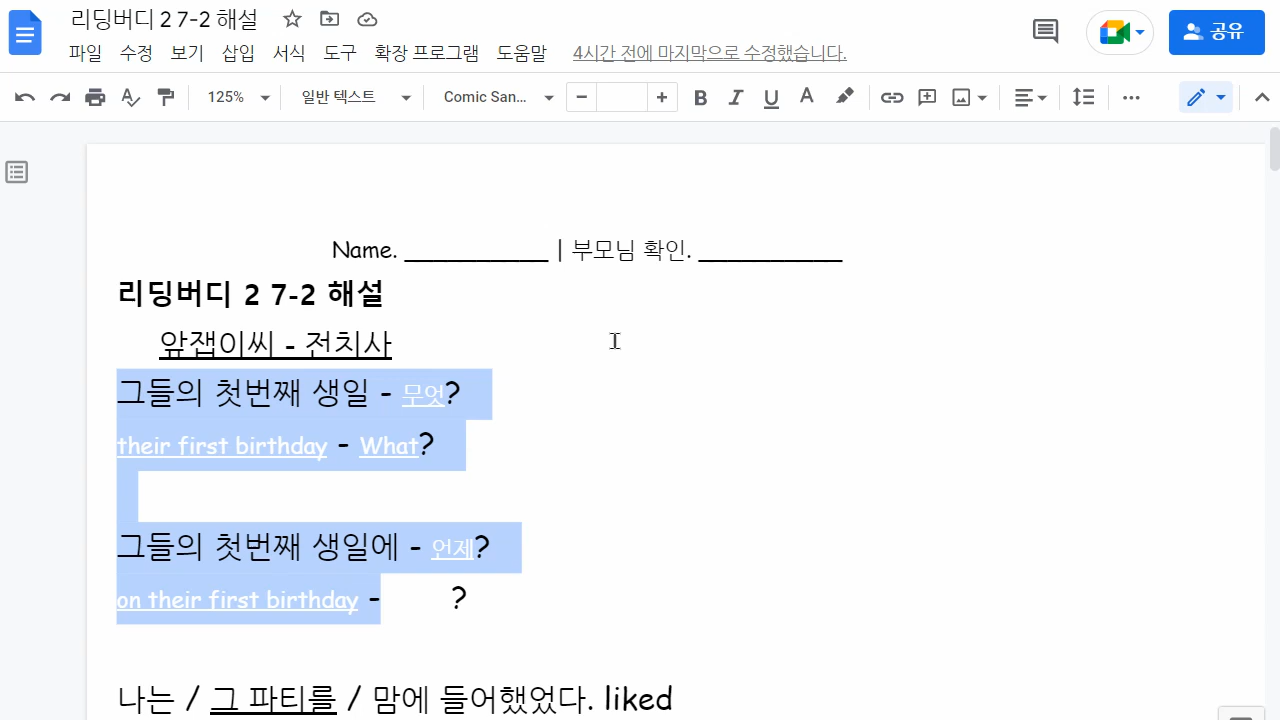 리딩버디 2 7-2 해설
파일 수정 보기 삽입 서식 도구 확장 프로그램 도움말 4시간 전에 마지막으로 수정했습니다.
공유
125% 일반 텍스트 Comic San... − + B I U A
Name. ___________ | 부모님 확인. ___________
리딩버디 2 7-2 해설
앞잽이씨 - 전치사
그들의 첫번째 생일 - 무엇?
their first birthday - What?
그들의 첫번째 생일에 - 언제?
on their first birthday - ?
나는 / 그 파티를 / 맘에 들어했었다. liked